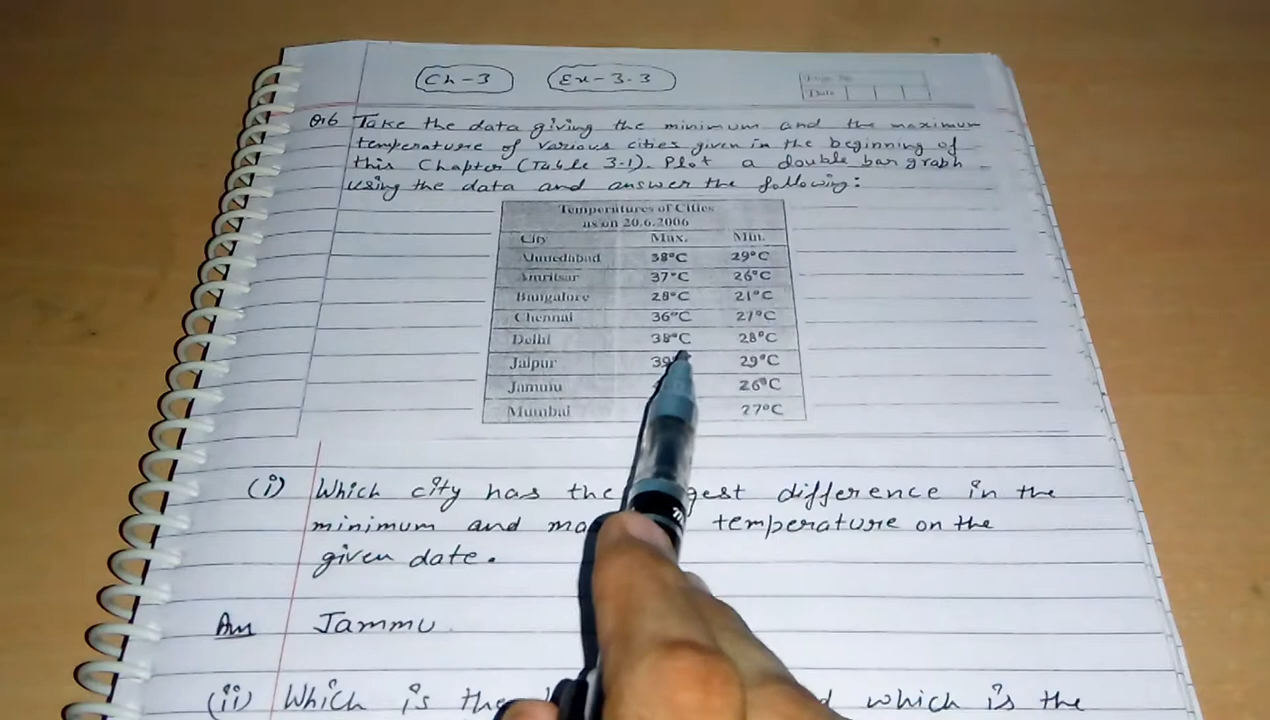 Ch-3 Ex-3.3
Page No.
Date
Q.6 Take the data giving the minimum and the maximum
temperature of various cities given in the beginning of
this Chapter (Table 3.1). Plot a double bar graph
using the data and answer the following:
Temperatures of Cities
as on 20.6.2006
City Max. Min.
Ahmedabad 38°C 29°C
Amritsar 37°C 26°C
Bangalore 28°C 21°C
Chennai 36°C 27°C
Delhi 38°C 28°C
Jaipur 39 29°C
Jammu 26°C
Mumbai 27°C
(i) Which city has the difference in the
minimum and temperature on the
given date.
Ans Jammu.
(ii) Which is the which is the